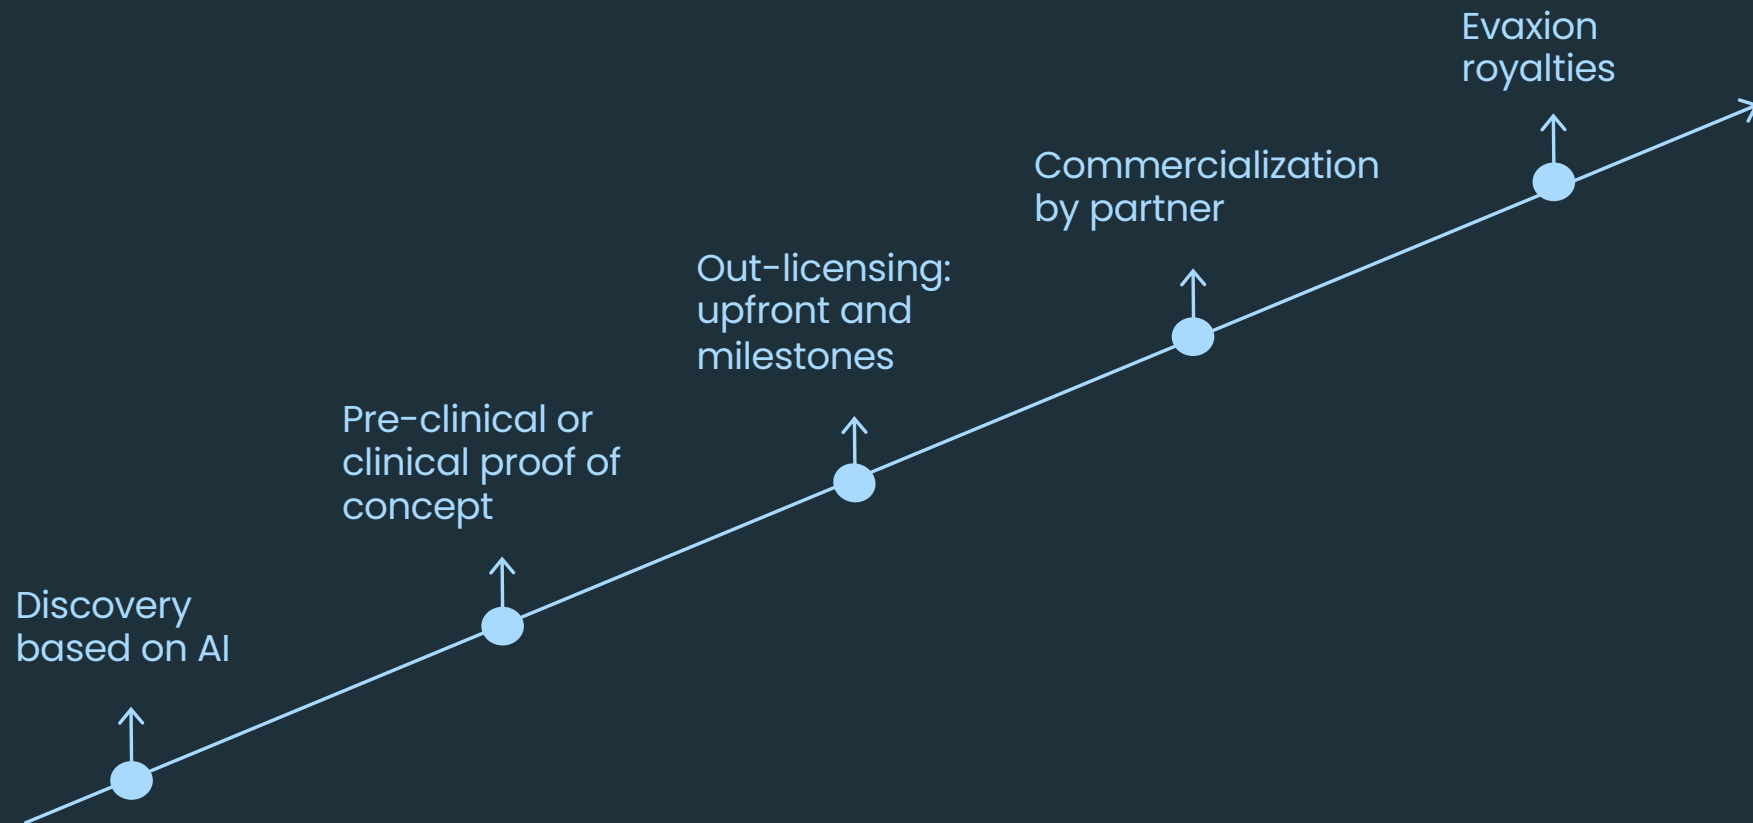 Evaxion
royalties
Commercialization
by partner
Out-licensing:
upfront and
milestones
Pre-clinical or
clinical proof of
concept
Discovery
based on AI